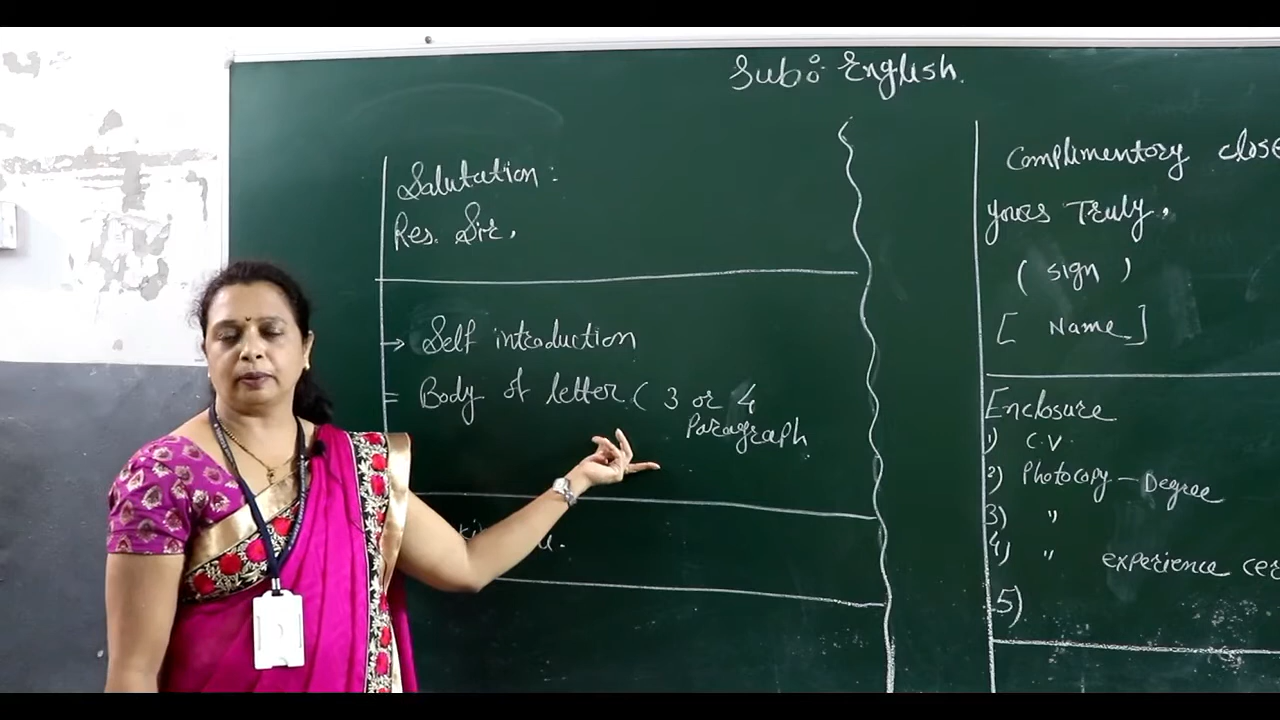 Sub: English.
Salutation:
Res. Sir,
→ Self introduction
= Body of letter ( 3 or 4
Paragraph
Complimentory close
yours Truly,
( sign )
[ Name ]
Enclosure
1) C.V.
2) Photocopy - Degree
3) "
4) " experience cer
5)